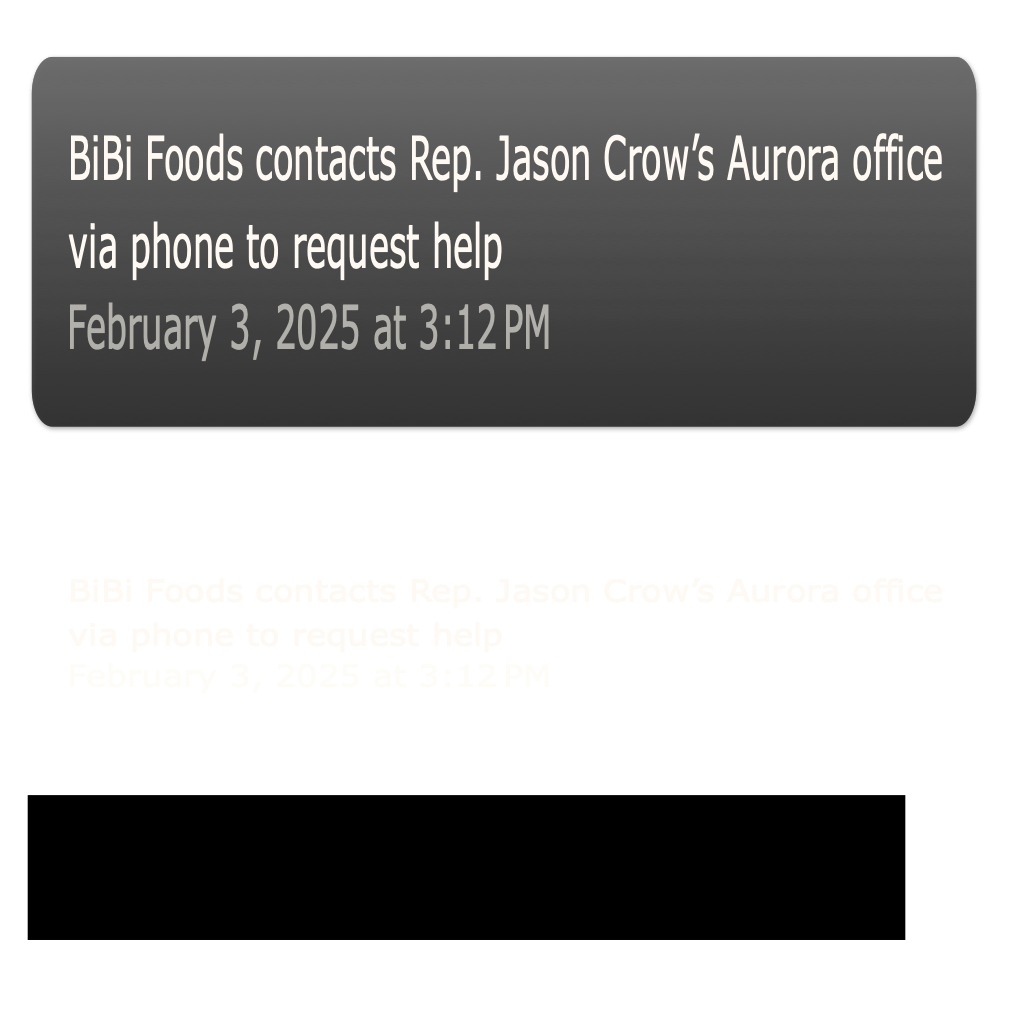 BiBi Foods contacts Rep. Jason Crow’s Aurora office
via phone to request help
February 3, 2025 at 3:12 PM
BiBi Foods contacts Rep. Jason Crow’s Aurora office
via phone to request help
February 3, 2025 at 3:12 PM